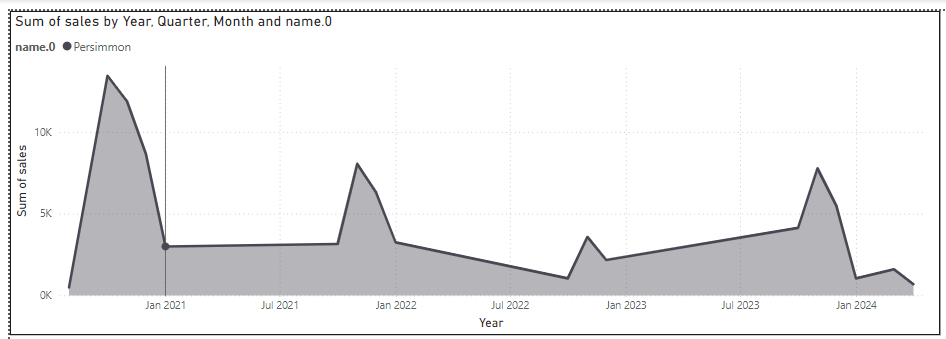 Sum of sales by Year, Quarter, Month and name.0
name.0 Persimmon
10K
5K
0K
Sum of sales
Jan 2021 Jul 2021 Jan 2022 Jul 2022 Jan 2023 Jul 2023 Jan 2024
Year